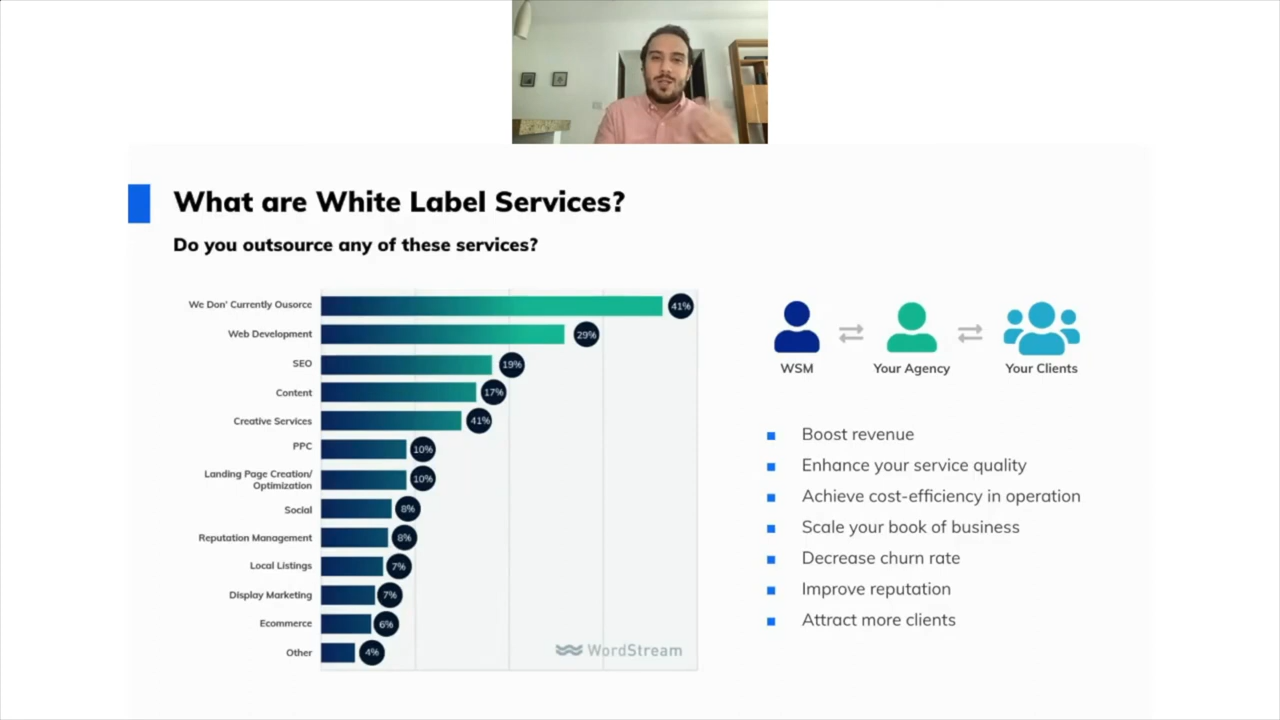 What are White Label Services?
Do you outsource any of these services?
We Don' Currently Ousorce 41%
Web Development 29%
SEO 19%
Content 17%
Creative Services 41%
PPC 10%
Landing Page Creation/
Optimization 10%
Social 8%
Reputation Management 8%
Local Listings 7%
Display Marketing 7%
Ecommerce 6%
Other 4%
WordStream
WSM Your Agency Your Clients
Boost revenue
Enhance your service quality
Achieve cost-efficiency in operation
Scale your book of business
Decrease churn rate
Improve reputation
Attract more clients